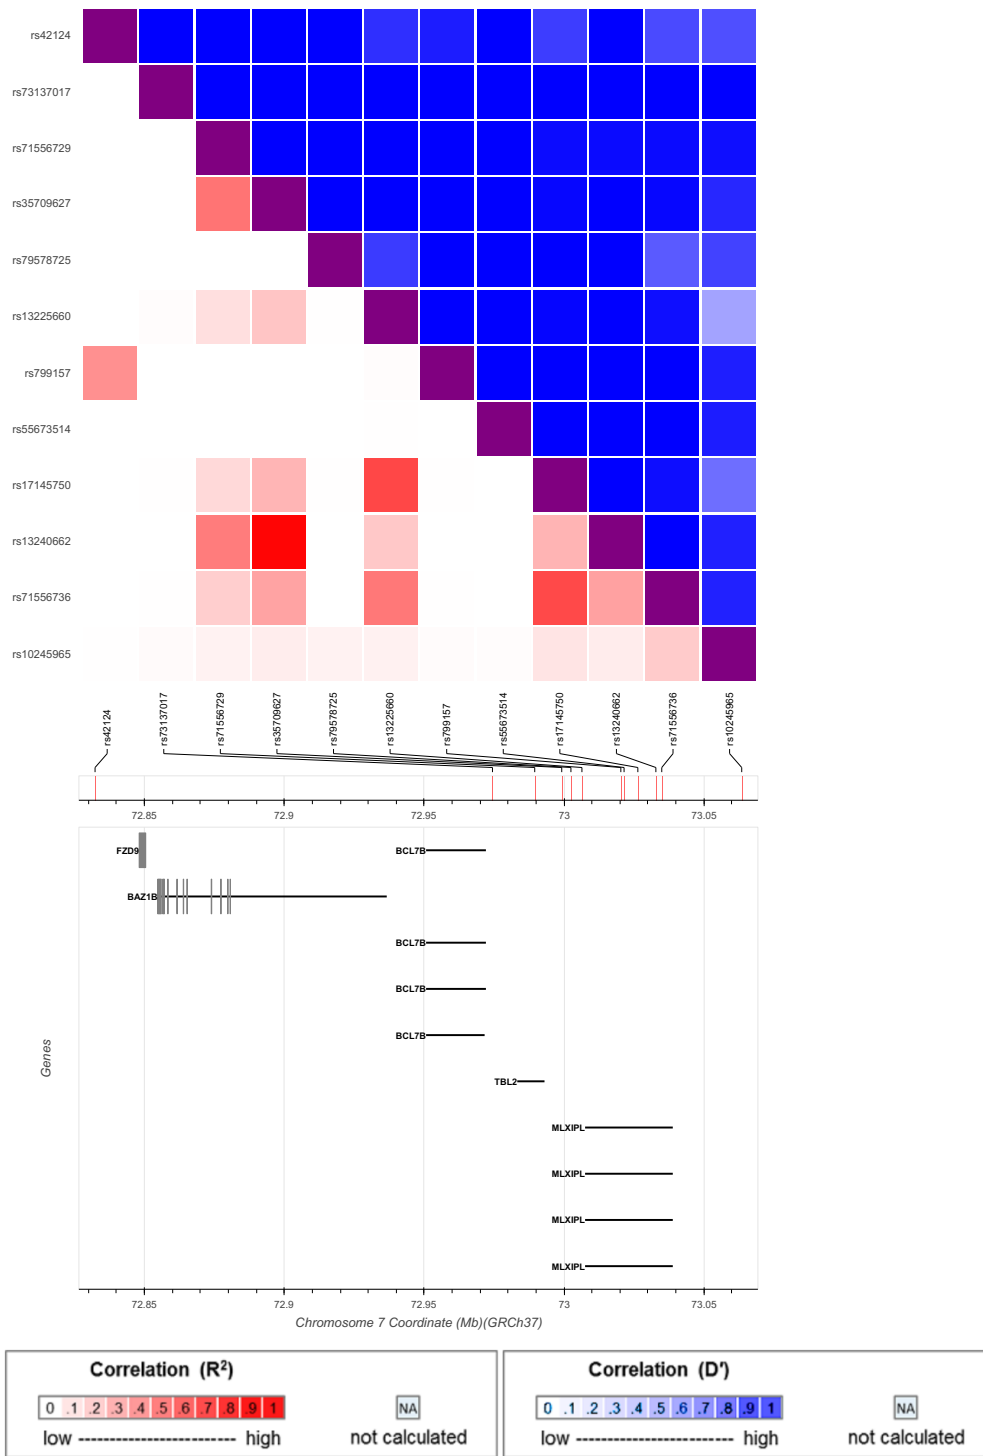 rs42124
rs73137017
rs71556729
rs35709627
rs79578725
rs13225660
rs799157
rs55673514
rs17145750
rs13240662
rs71556736
rs10245965
rs42124
rs73137017
rs71556729
rs35709627
rs79578725
rs13225660
rs799157
rs55673514
rs17145750
rs13240662
rs71556736
rs10245965
72.85 72.9 72.95 73 73.05
FZD9 BCL7B
BAZ1B
BCL7B
BCL7B
BCL7B
TBL2
MLXIPL
MLXIPL
MLXIPL
MLXIPL
Genes
72.85 72.9 72.95 73 73.05
Chromosome 7 Coordinate (Mb)(GRCh37)
Correlation (R²)
0 .1 .2 .3 .4 .5 .6 .7 .8 .9 1 NA
low ------------------------ high not calculated
Correlation (D')
0 .1 .2 .3 .4 .5 .6 .7 .8 .9 1 NA
low ------------------------ high not calculated